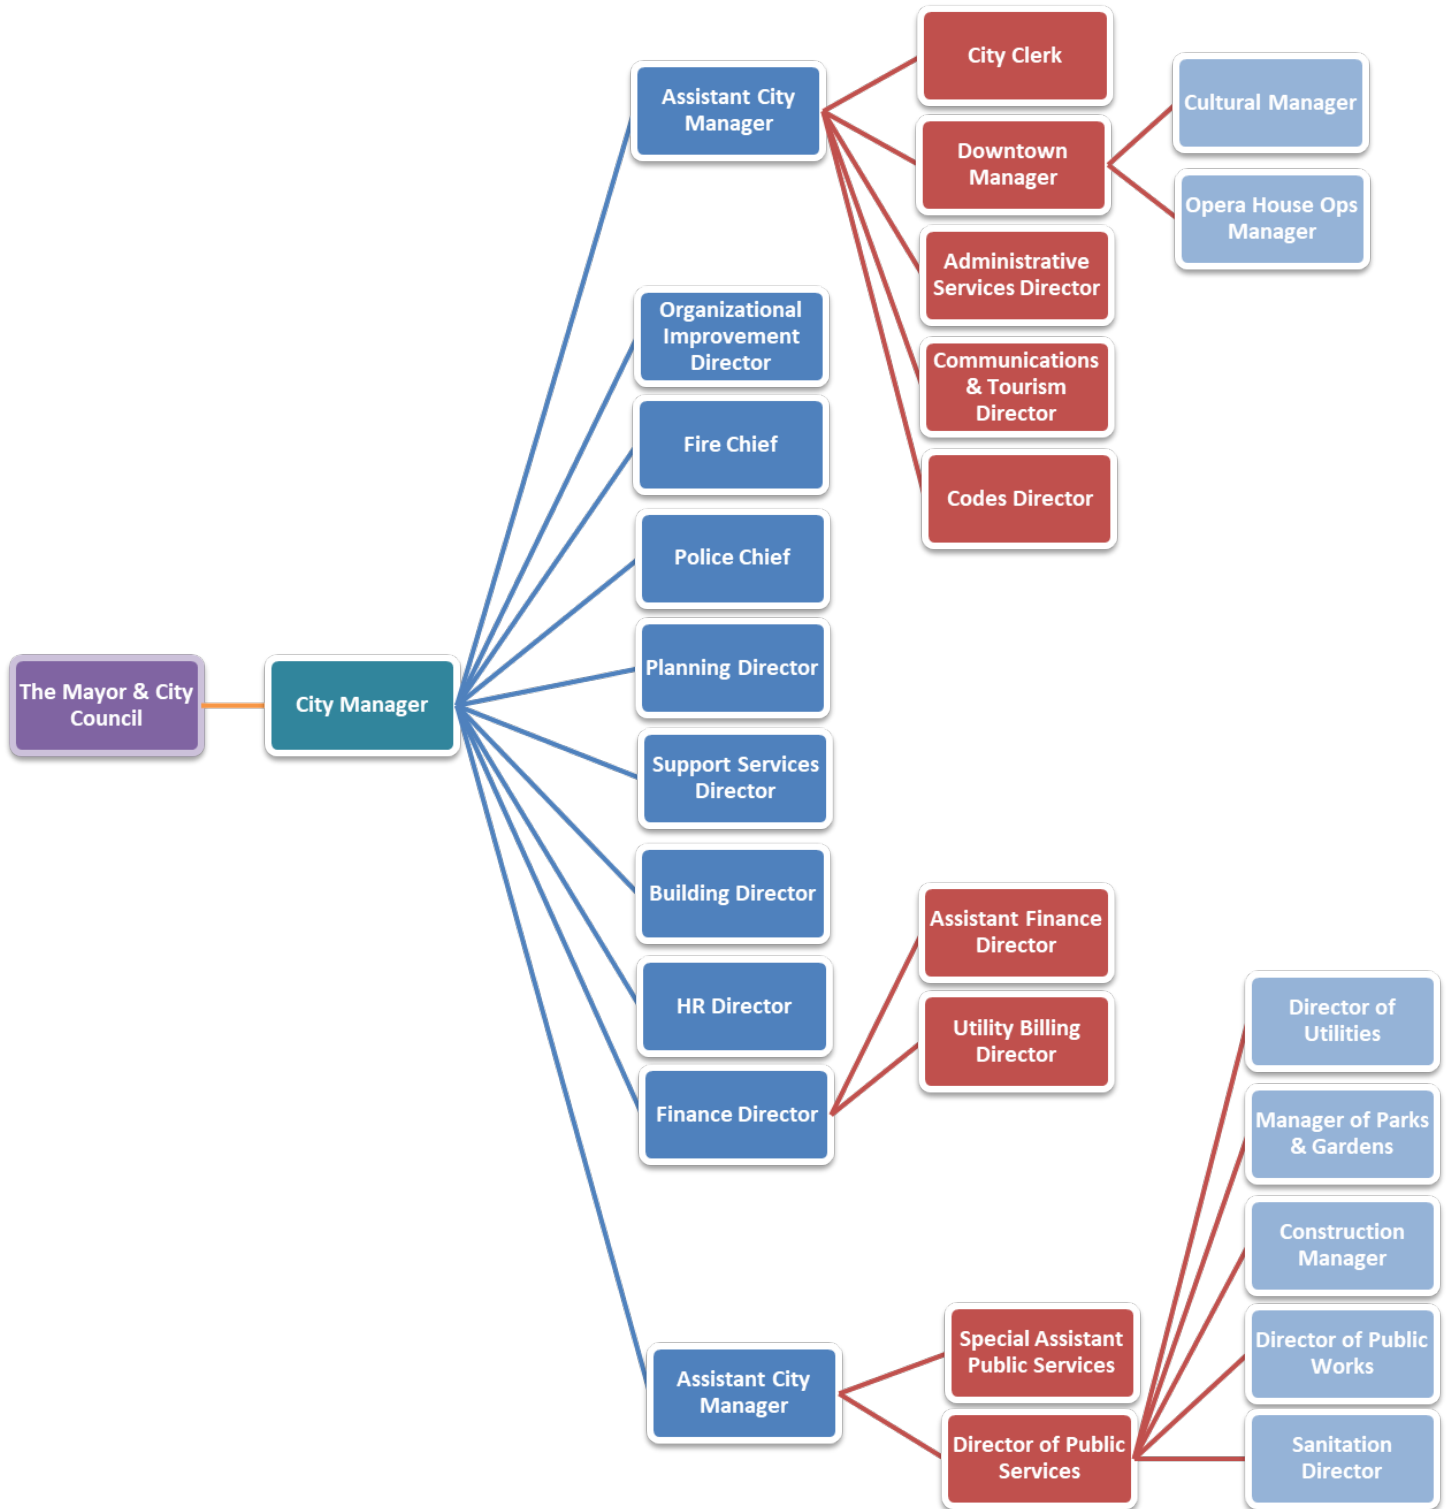 The Mayor & City
Council
City Manager
Assistant City
Manager
City Clerk
Downtown
Manager
Cultural Manager
Opera House Ops
Manager
Administrative
Services Director
Communications
& Tourism
Director
Codes Director
Organizational
Improvement
Director
Fire Chief
Police Chief
Planning Director
Support Services
Director
Building Director
HR Director
Finance Director
Assistant Finance
Director
Utility Billing
Director
Assistant City
Manager
Special Assistant
Public Services
Director of Public
Services
Director of
Utilities
Manager of Parks
& Gardens
Construction
Manager
Director of Public
Works
Sanitation
Director